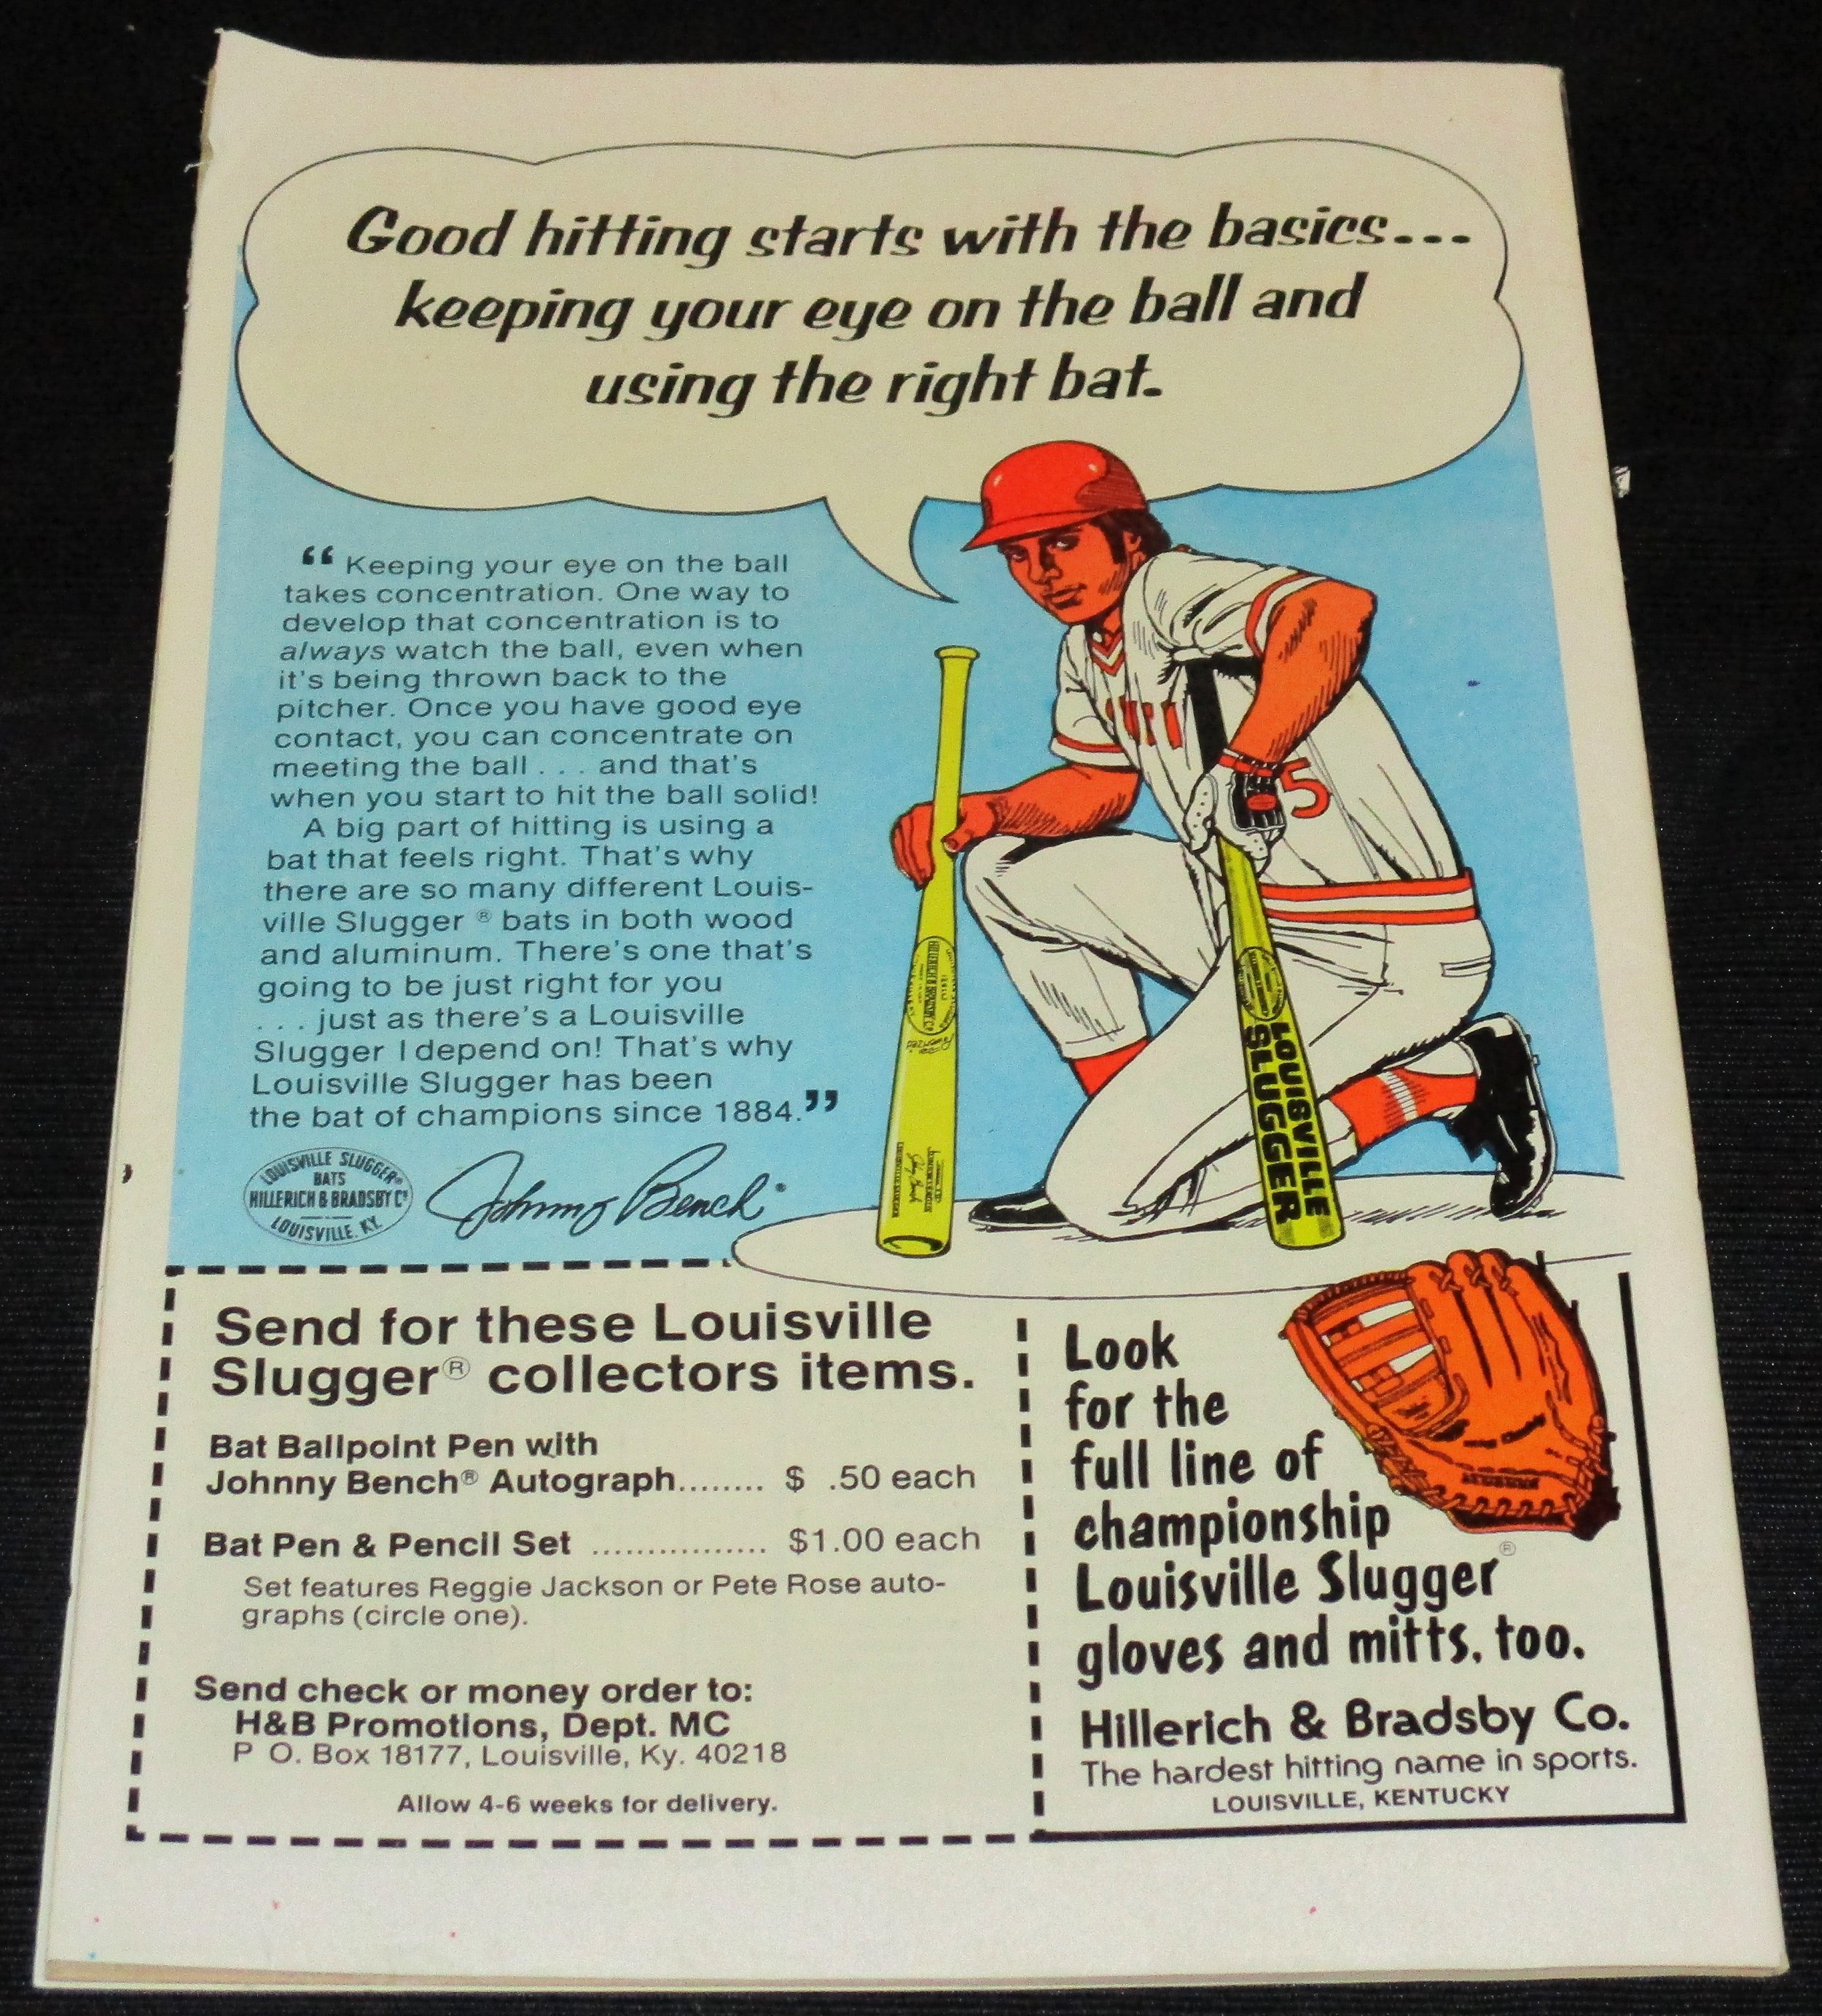 Good hitting starts with the basics...
keeping your eye on the ball and
using the right bat.
“ Keeping your eye on the ball
takes concentration. One way to
develop that concentration is to
always watch the ball, even when
it's being thrown back to the
pitcher. Once you have good eye
contact, you can concentrate on
meeting the ball . . . and that's
when you start to hit the ball solid!
A big part of hitting is using a
bat that feels right. That's why
there are so many different Louis-
ville Slugger ® bats in both wood
and aluminum. There's one that's
going to be just right for you
. . . just as there's a Louisville
Slugger I depend on! That's why
Louisville Slugger has been
the bat of champions since 1884.”
LOUISVILLE SLUGGER®
BATS
HILLERICH & BRADSBY Cº
LOUISVILLE. KY.
Johnny Bench
5
LOUISVILLE
SLUGGER
Send for these Louisville
Slugger® collectors items.
Bat Ballpoint Pen with
Johnny Bench® Autograph........ $ .50 each
Bat Pen & Pencil Set ................ $1.00 each
Set features Reggie Jackson or Pete Rose auto-
graphs (circle one).
Send check or money order to:
H&B Promotions, Dept. MC
P O. Box 18177, Louisville, Ky. 40218
Allow 4-6 weeks for delivery.
Look
for the
full line of
championship
Louisville Slugger®
gloves and mitts, too.
Hillerich & Bradsby Co.
The hardest hitting name in sports.
LOUISVILLE, KENTUCKY